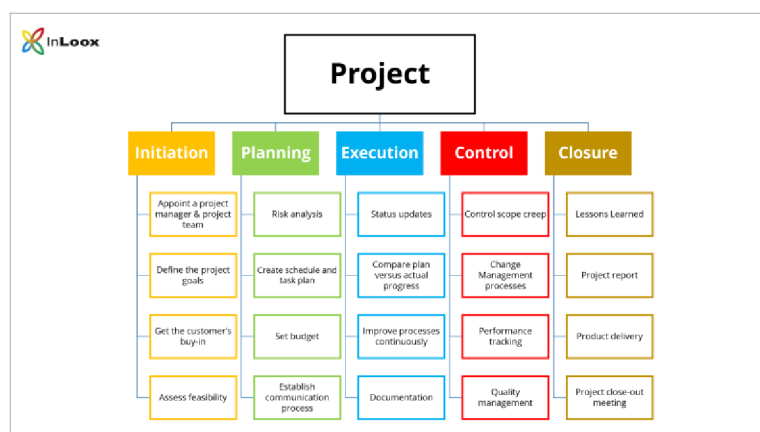 InLoox
Project
Initiation
Planning
Execution
Control
Closure
Appoint a project
manager & project
team
Risk analysis
Status updates
Control scope creep
Lessons Learned
Define the project
goals
Create schedule and
task plan
Compare plan
versus actual
progress
Change
Management
processes
Project report
Get the customer's
buy-in
Set budget
Improve processes
continuously
Performance
tracking
Product delivery
Assess feasibility
Establish
communication
process
Documentation
Quality
management
Project close-out
meeting